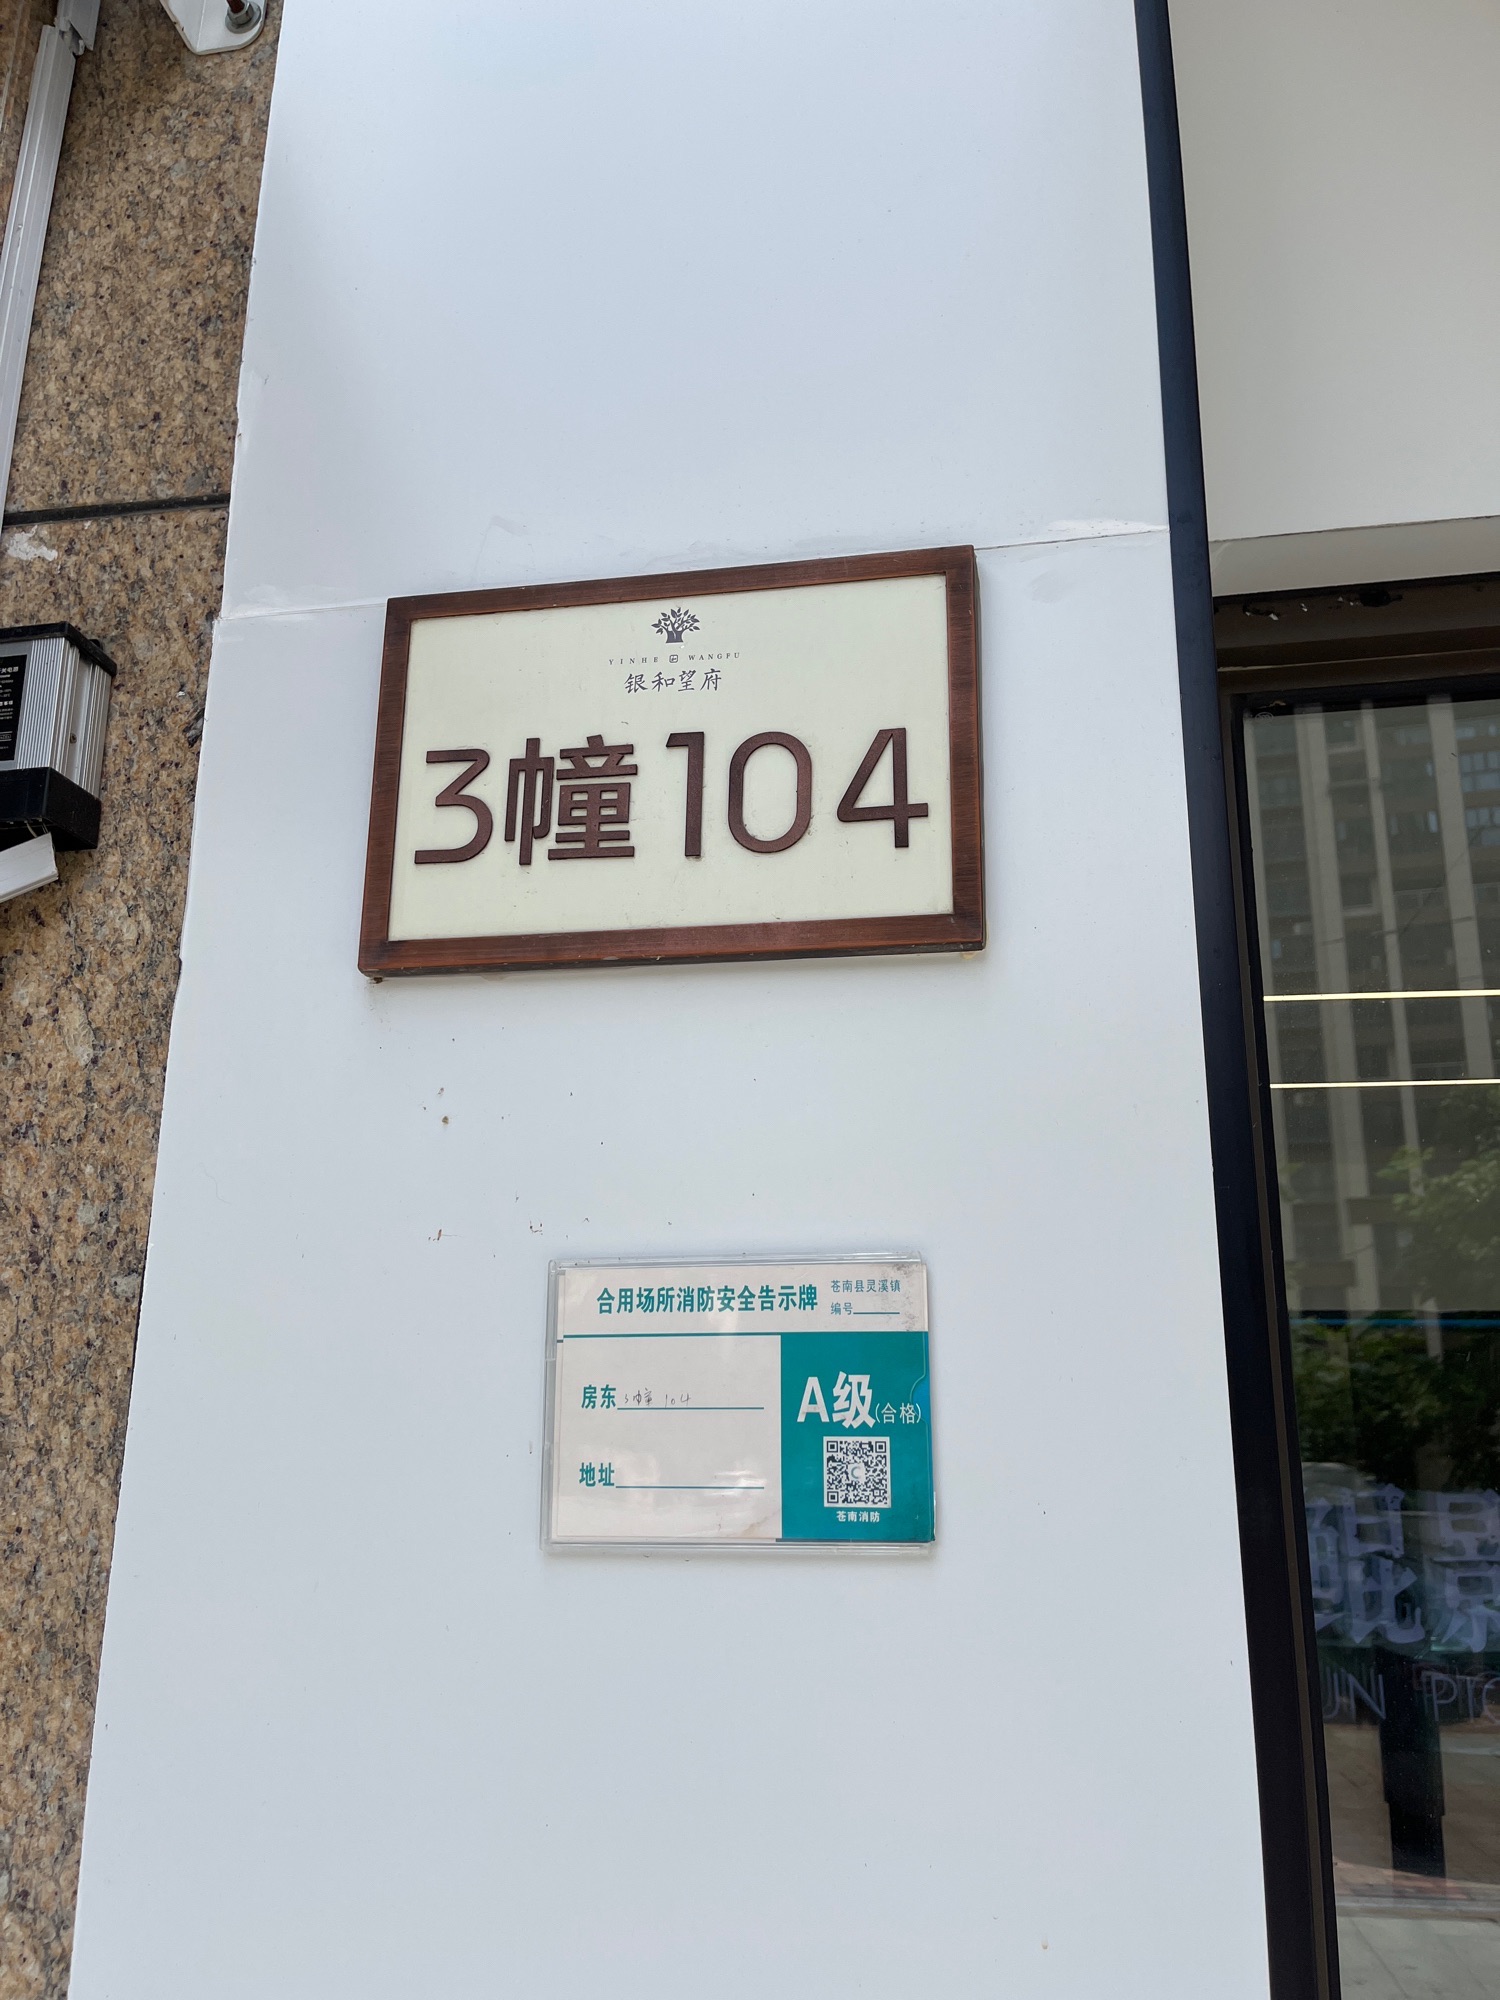 YINHE WANGFU
银和望府
3幢104
合用场所消防安全告示牌
苍南县灵溪镇
编号
房东 3幢 104
A级(合格)
地址
苍南消防
UN